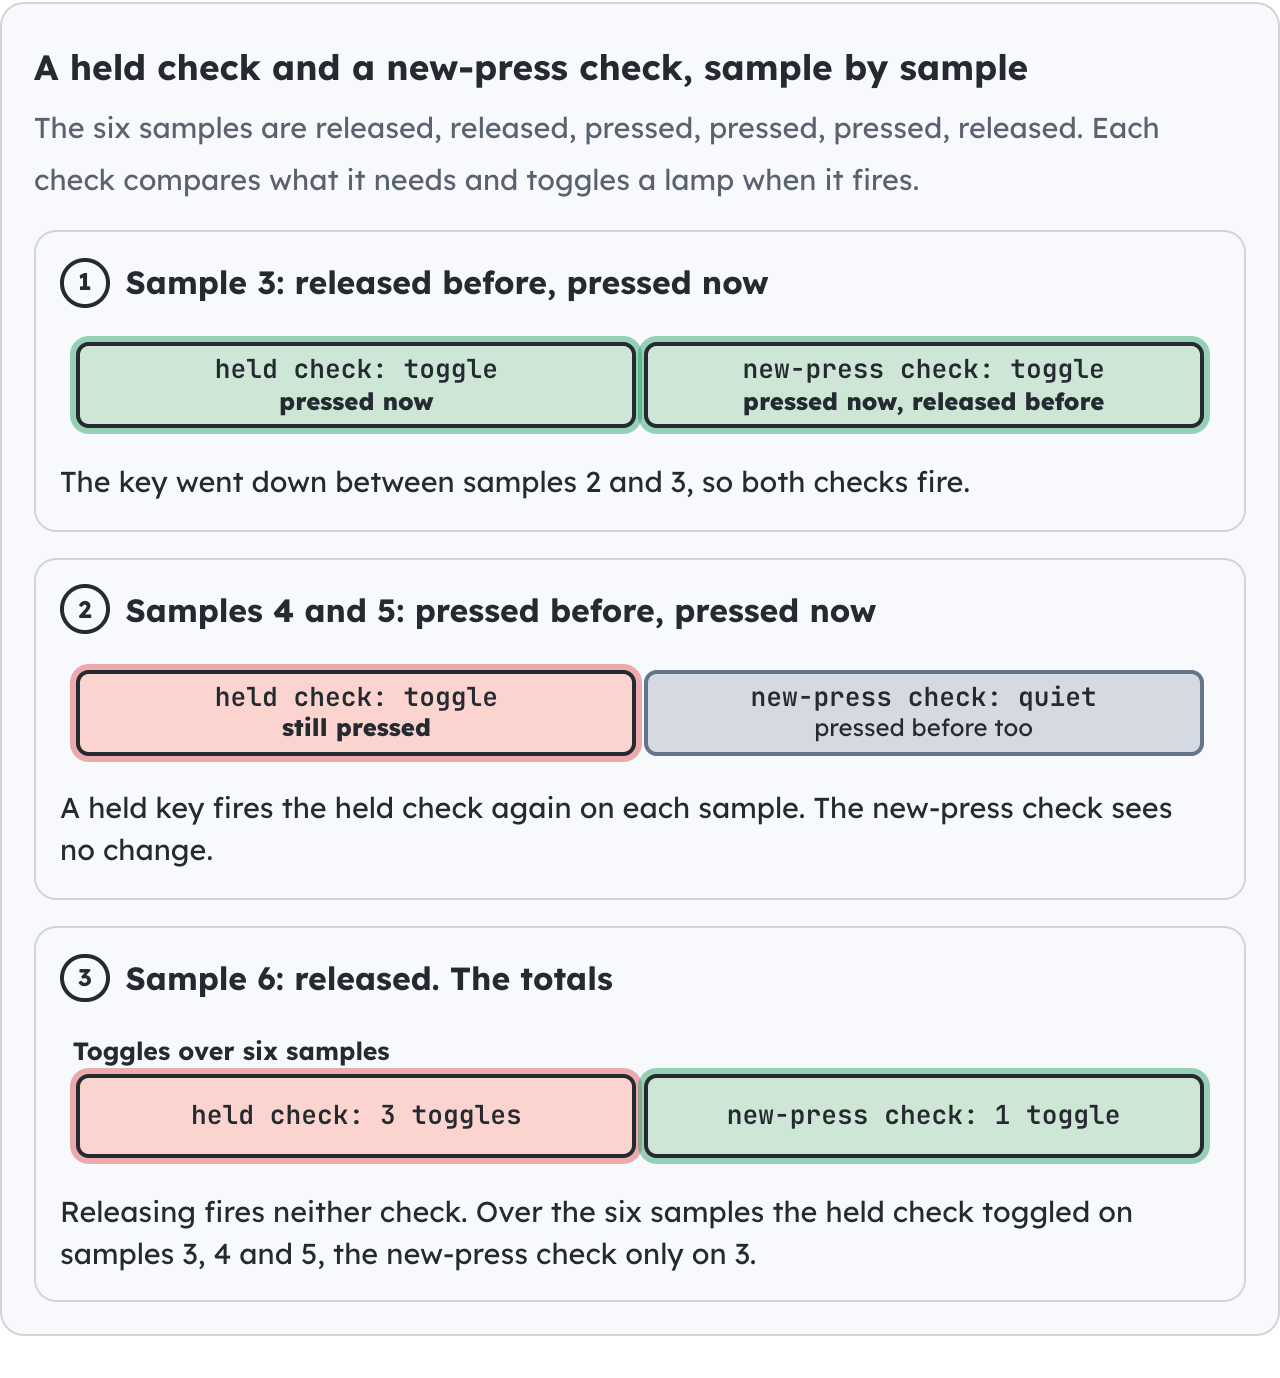 A held check and a new-press check, sample by sample
The six samples are released, released, pressed, pressed, pressed, released. Each
check compares what it needs and toggles a lamp when it fires.
1 Sample 3: released before, pressed now
held check: toggle
pressed now
new-press check: toggle
pressed now, released before
The key went down between samples 2 and 3, so both checks fire.
2 Samples 4 and 5: pressed before, pressed now
held check: toggle
still pressed
new-press check: quiet
pressed before too
A held key fires the held check again on each sample. The new-press check sees
no change.
3 Sample 6: released. The totals
Toggles over six samples
held check: 3 toggles
new-press check: 1 toggle
Releasing fires neither check. Over the six samples the held check toggled on
samples 3, 4 and 5, the new-press check only on 3.